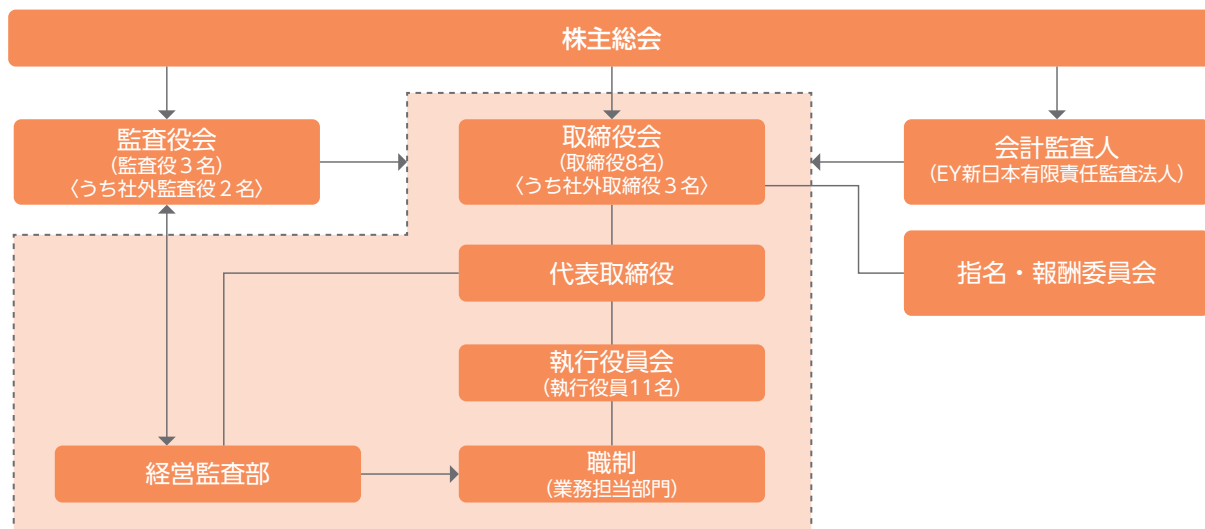 株主総会
監査役会
(監査役３名)
〈うち社外監査役２名〉
取締役会
(取締役8名)
〈うち社外取締役３名〉
会計監査人
(EY新日本有限責任監査法人)
代表取締役
指名・報酬委員会
執行役員会
(執行役員11名)
経営監査部
職制
(業務担当部門)